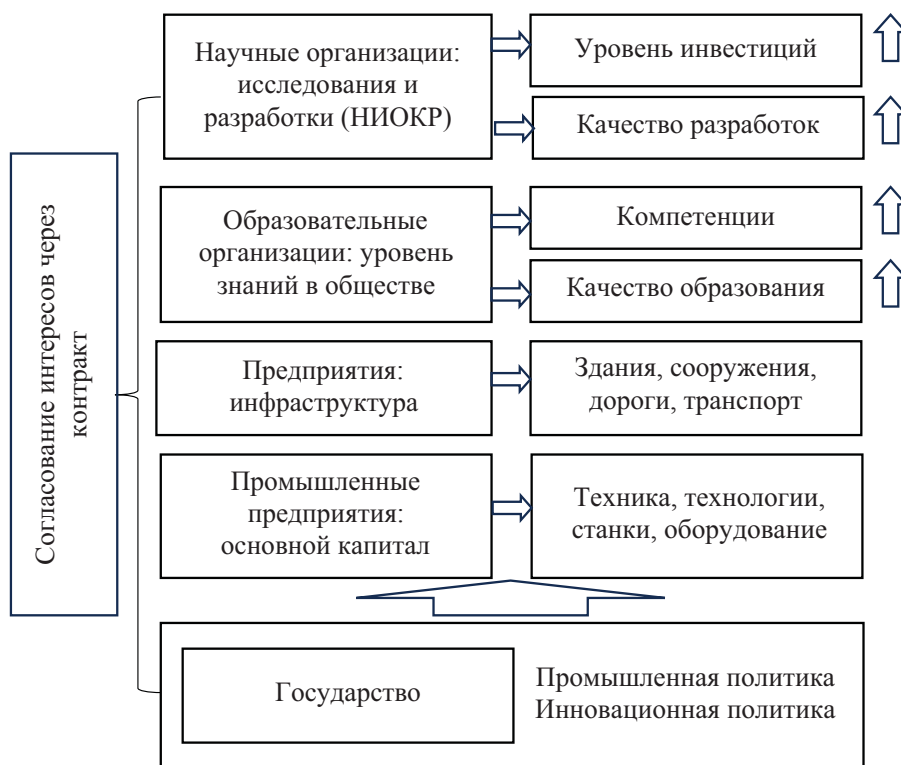 Согласование интересов через
контракт
Научные организации:
исследования и
разработки (НИОКР)
Уровень инвестиций
Качество разработок
Образовательные
организации: уровень
знаний в обществе
Компетенции
Качество образования
Предприятия:
инфраструктура
Здания, сооружения,
дороги, транспорт
Промышленные
предприятия:
основной капитал
Техника, технологии,
станки, оборудование
Государство
Промышленная политика
Инновационная политика